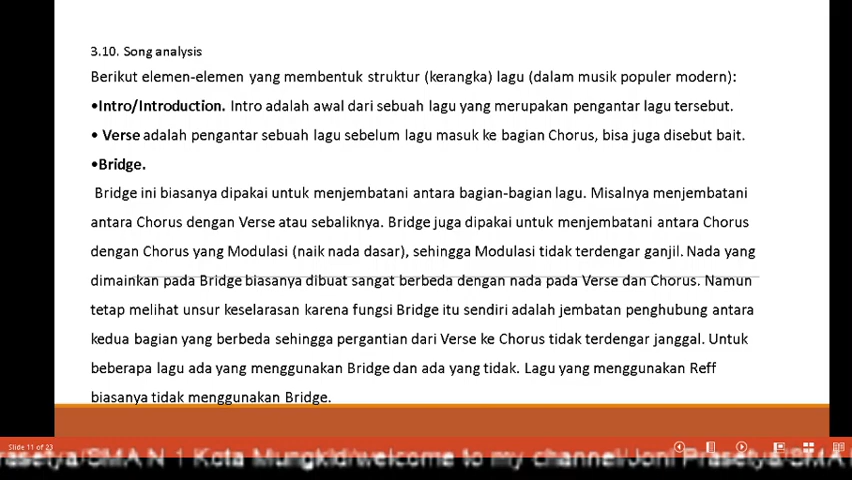 3.10. Song analysis
Berikut elemen-elemen yang membentuk struktur (kerangka) lagu (dalam musik populer modern):
•Intro/Introduction. Intro adalah awal dari sebuah lagu yang merupakan pengantar lagu tersebut.
• Verse adalah pengantar sebuah lagu sebelum lagu masuk ke bagian Chorus, bisa juga disebut bait.
•Bridge.
Bridge ini biasanya dipakai untuk menjembatani antara bagian-bagian lagu. Misalnya menjembatani
antara Chorus dengan Verse atau sebaliknya. Bridge juga dipakai untuk menjembatani antara Chorus
dengan Chorus yang Modulasi (naik nada dasar), sehingga Modulasi tidak terdengar ganjil. Nada yang
dimainkan pada Bridge biasanya dibuat sangat berbeda dengan nada pada Verse dan Chorus. Namun
tetap melihat unsur keselarasan karena fungsi Bridge itu sendiri adalah jembatan penghubung antara
kedua bagian yang berbeda sehingga pergantian dari Verse ke Chorus tidak terdengar janggal. Untuk
beberapa lagu ada yang menggunakan Bridge dan ada yang tidak. Lagu yang menggunakan Reff
biasanya tidak menggunakan Bridge.
Slide 11 of 23
rasetya/SMA N 1 Kota Mungkid/welcome to my channel/Joni Prasetya/SMA